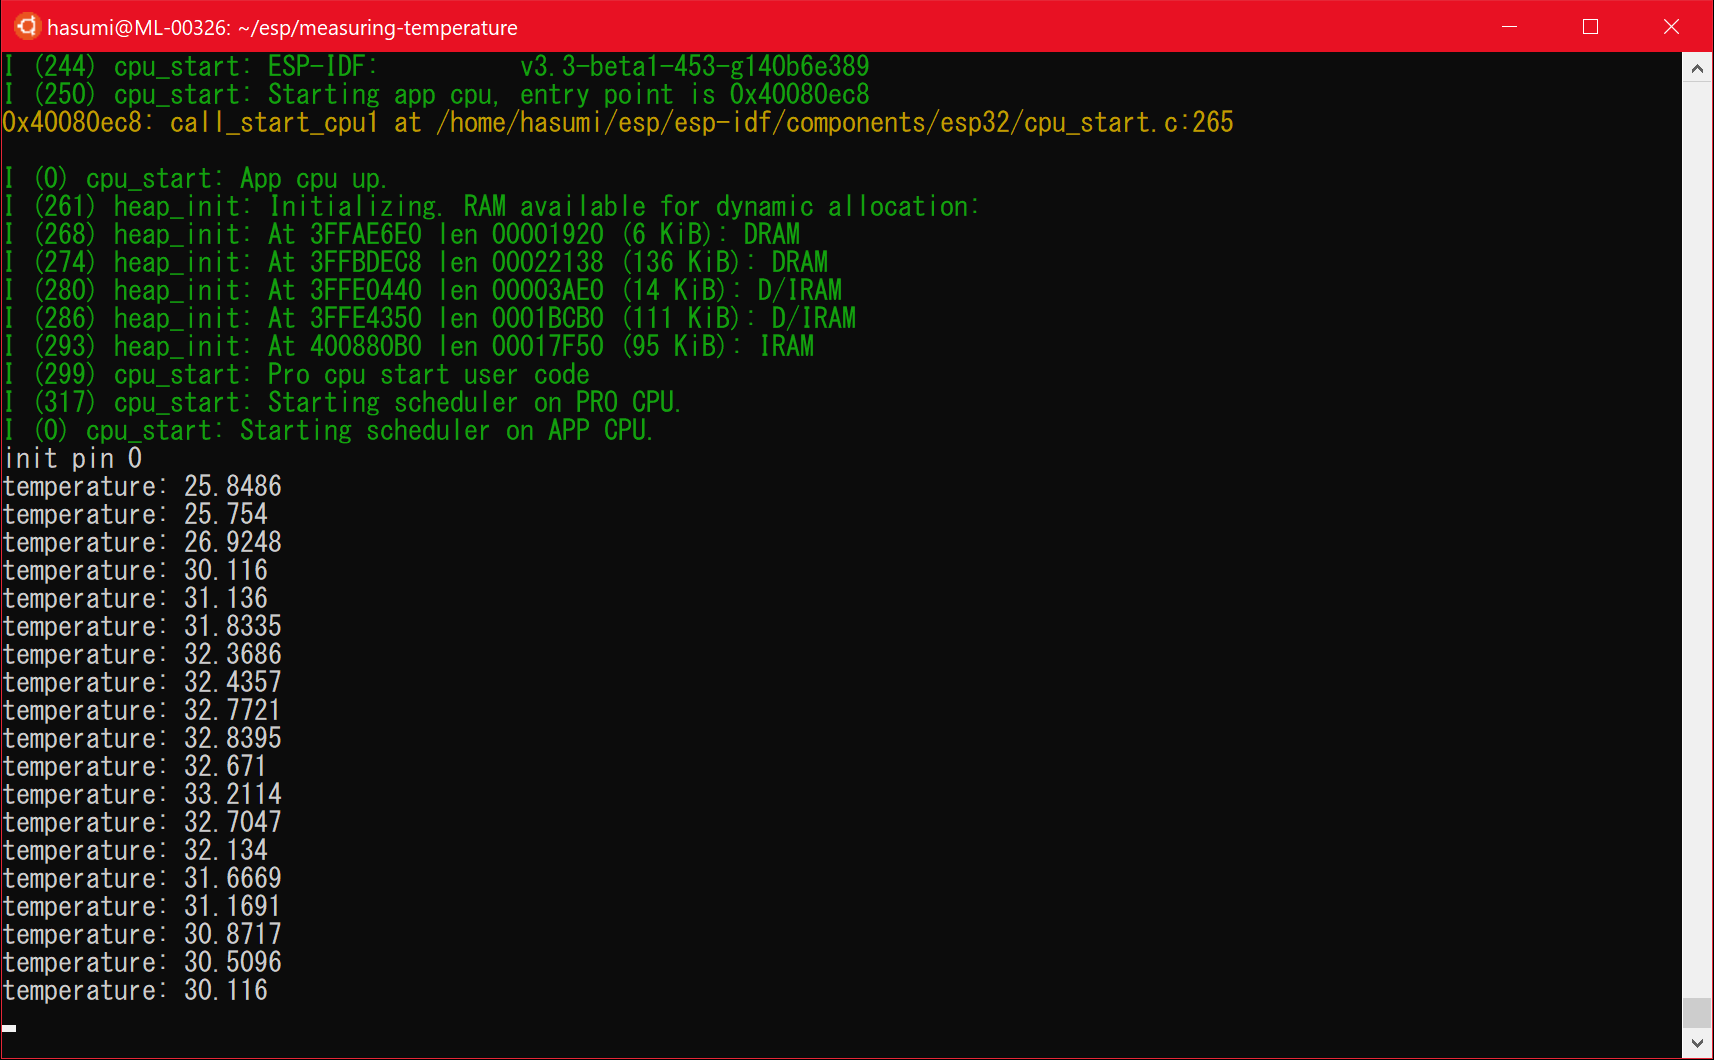 hasumi@ML-00326: ~/esp/measuring-temperature
I (244) cpu_start: ESP-IDF:          v3.3-beta1-453-g140b6e389
I (250) cpu_start: Starting app cpu, entry point is 0x40080ec8
0x40080ec8: call_start_cpu1 at /home/hasumi/esp/esp-idf/components/esp32/cpu_start.c:265
I (0) cpu_start: App cpu up.
I (261) heap_init: Initializing. RAM available for dynamic allocation:
I (268) heap_init: At 3FFAE6E0 len 00001920 (6 KiB): DRAM
I (274) heap_init: At 3FFBDEC8 len 00022138 (136 KiB): DRAM
I (280) heap_init: At 3FFE0440 len 00003AE0 (14 KiB): D/IRAM
I (286) heap_init: At 3FFE4350 len 0001BCB0 (111 KiB): D/IRAM
I (293) heap_init: At 400880B0 len 00017F50 (95 KiB): IRAM
I (299) cpu_start: Pro cpu start user code
I (317) cpu_start: Starting scheduler on PRO CPU.
I (0) cpu_start: Starting scheduler on APP CPU.
init pin 0
temperature: 25.8486
temperature: 25.754
temperature: 26.9248
temperature: 30.116
temperature: 31.136
temperature: 31.8335
temperature: 32.3686
temperature: 32.4357
temperature: 32.7721
temperature: 32.8395
temperature: 32.671
temperature: 33.2114
temperature: 32.7047
temperature: 32.134
temperature: 31.6669
temperature: 31.1691
temperature: 30.8717
temperature: 30.5096
temperature: 30.116